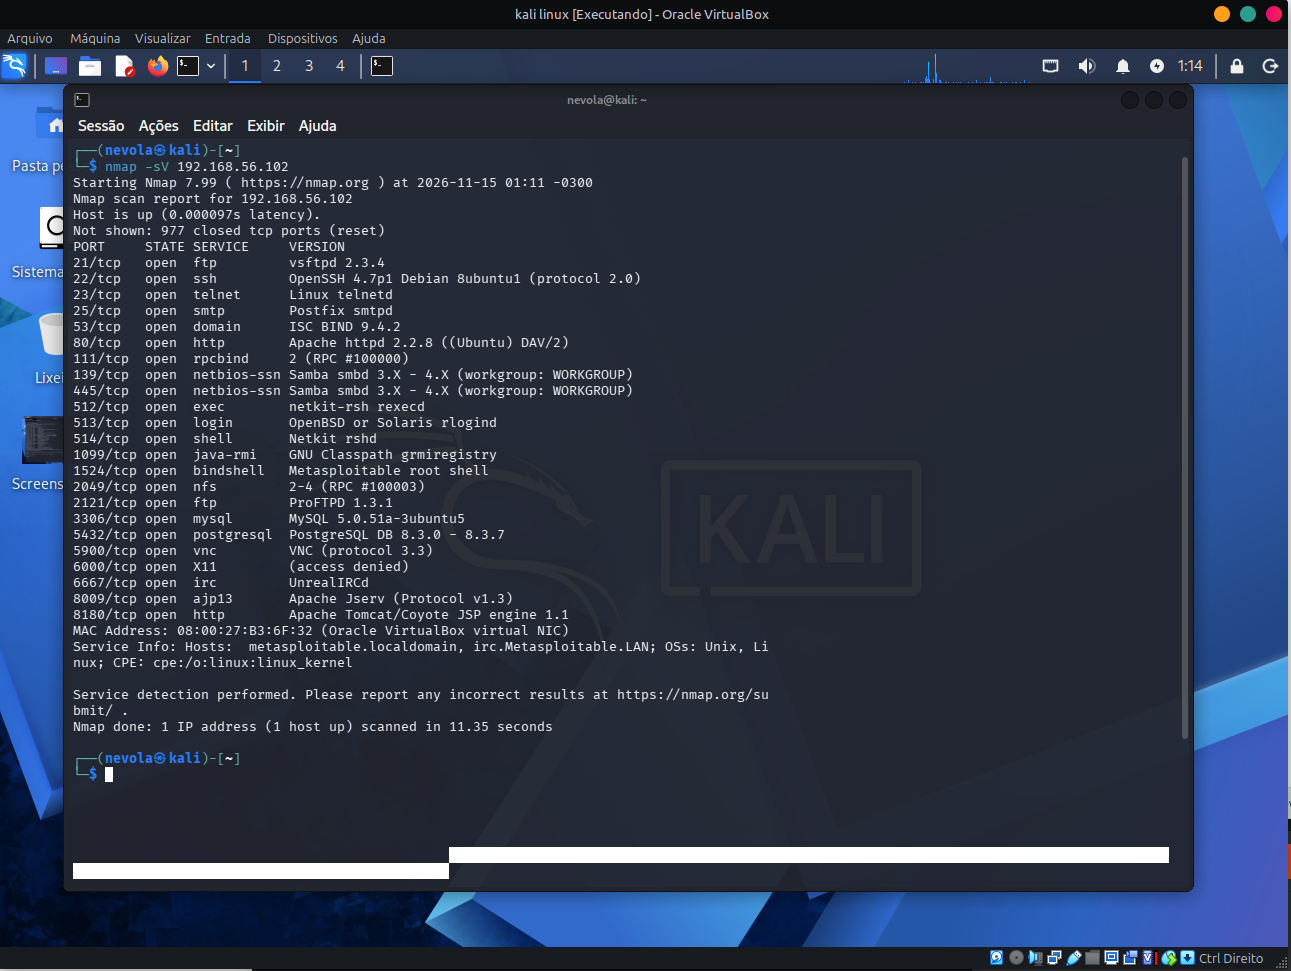 kali linux [Executando] - Oracle VirtualBox
Arquivo Máquina Visualizar Entrada Dispositivos Ajuda
1 2 3 4 1:14
nevola@kali: ~
Sessão Ações Editar Exibir Ajuda
Pasta pe
Sistema
Lixei
Screens
┌──(nevola㉿kali)-[~]
└─$ nmap -sV 192.168.56.102
Starting Nmap 7.99 ( https://nmap.org ) at 2026-11-15 01:11 -0300
Nmap scan report for 192.168.56.102
Host is up (0.000097s latency).
Not shown: 977 closed tcp ports (reset)
PORT STATE SERVICE VERSION
21/tcp open ftp vsftpd 2.3.4
22/tcp open ssh OpenSSH 4.7p1 Debian 8ubuntu1 (protocol 2.0)
23/tcp open telnet Linux telnetd
25/tcp open smtp Postfix smtpd
53/tcp open domain ISC BIND 9.4.2
80/tcp open http Apache httpd 2.2.8 ((Ubuntu) DAV/2)
111/tcp open rpcbind 2 (RPC #100000)
139/tcp open netbios-ssn Samba smbd 3.X - 4.X (workgroup: WORKGROUP)
445/tcp open netbios-ssn Samba smbd 3.X - 4.X (workgroup: WORKGROUP)
512/tcp open exec netkit-rsh rexecd
513/tcp open login OpenBSD or Solaris rlogind
514/tcp open shell Netkit rshd
1099/tcp open java-rmi GNU Classpath grmiregistry
1524/tcp open bindshell Metasploitable root shell
2049/tcp open nfs 2-4 (RPC #100003)
2121/tcp open ftp ProFTPD 1.3.1
3306/tcp open mysql MySQL 5.0.51a-3ubuntu5
5432/tcp open postgresql PostgreSQL DB 8.3.0 - 8.3.7
5900/tcp open vnc VNC (protocol 3.3)
6000/tcp open X11 (access denied)
6667/tcp open irc UnrealIRCd
8009/tcp open ajp13 Apache Jserv (Protocol v1.3)
8180/tcp open http Apache Tomcat/Coyote JSP engine 1.1
MAC Address: 08:00:27:B3:6F:32 (Oracle VirtualBox virtual NIC)
Service Info: Hosts:  metasploitable.localdomain, irc.Metasploitable.LAN; OSs: Unix, Li
nux; CPE: cpe:/o:linux:linux_kernel
Service detection performed. Please report any incorrect results at https://nmap.org/su
bmit/ .
Nmap done: 1 IP address (1 host up) scanned in 11.35 seconds
┌──(nevola㉿kali)-[~]
└─$
KALI
Ctrl Direito